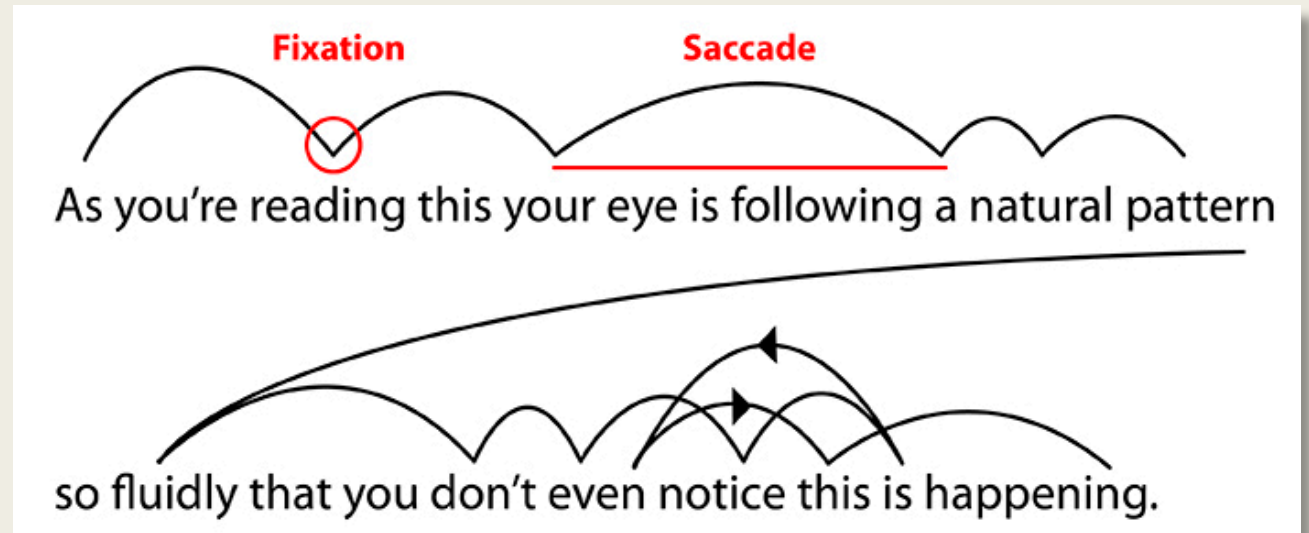 Fixation Saccade
As you're reading this your eye is following a natural pattern
so fluidly that you don't even notice this is happening.